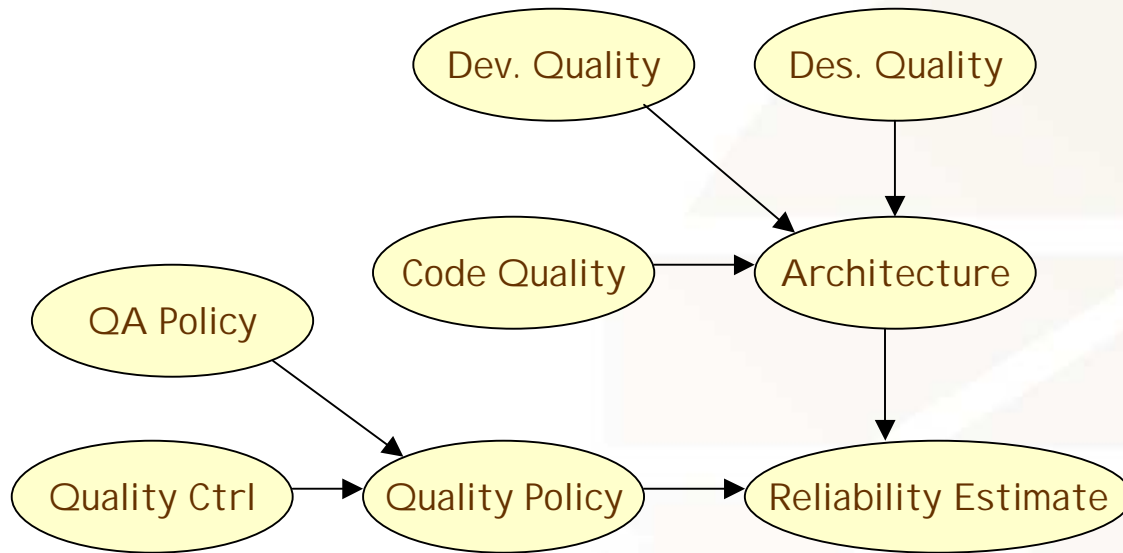 Dev. Quality
Des. Quality
Code Quality
Architecture
QA Policy
Quality Ctrl
Quality Policy
Reliability Estimate